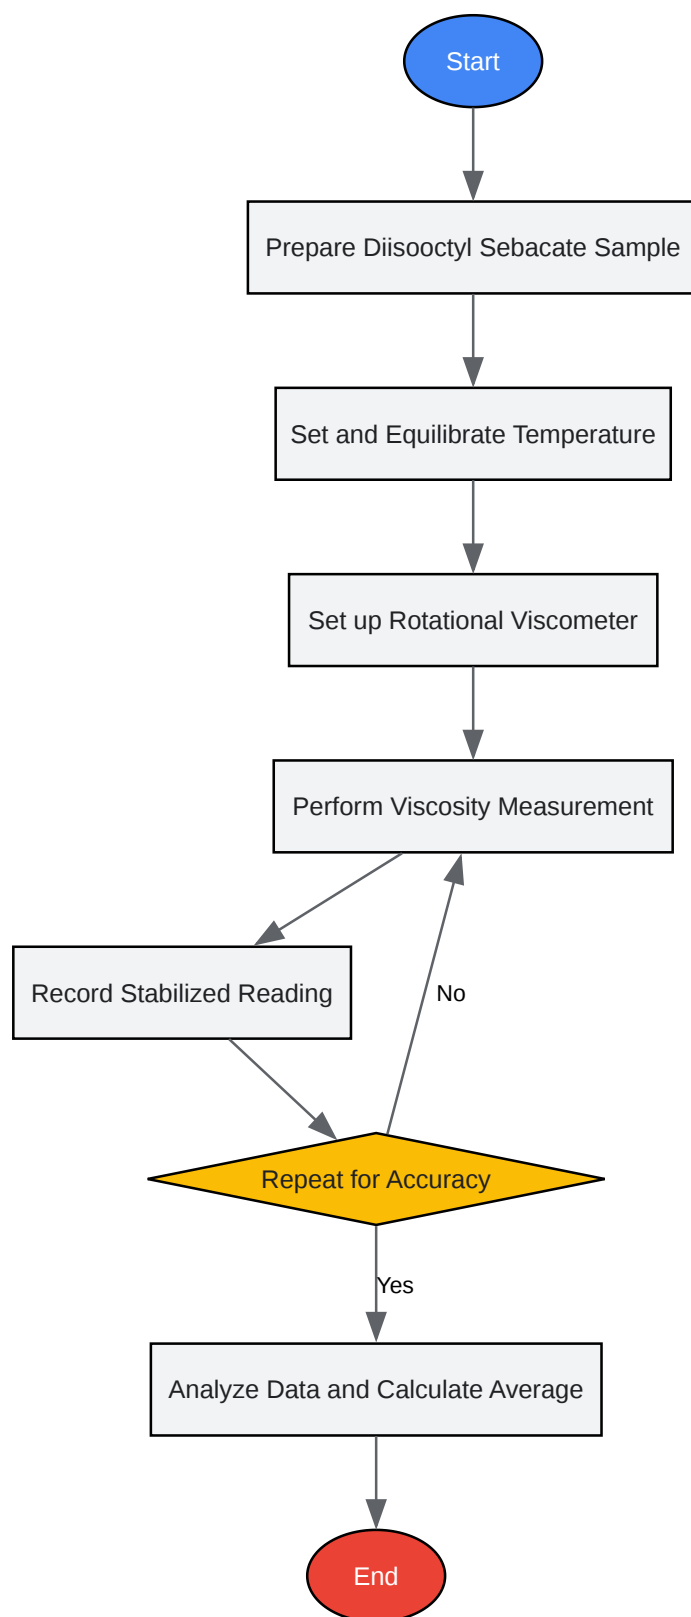 Start
Prepare Diisooctyl Sebacate Sample
Set and Equilibrate Temperature
Set up Rotational Viscometer
Perform Viscosity Measurement
Record Stabilized Reading
No
Repeat for Accuracy
Yes
Analyze Data and Calculate Average
End